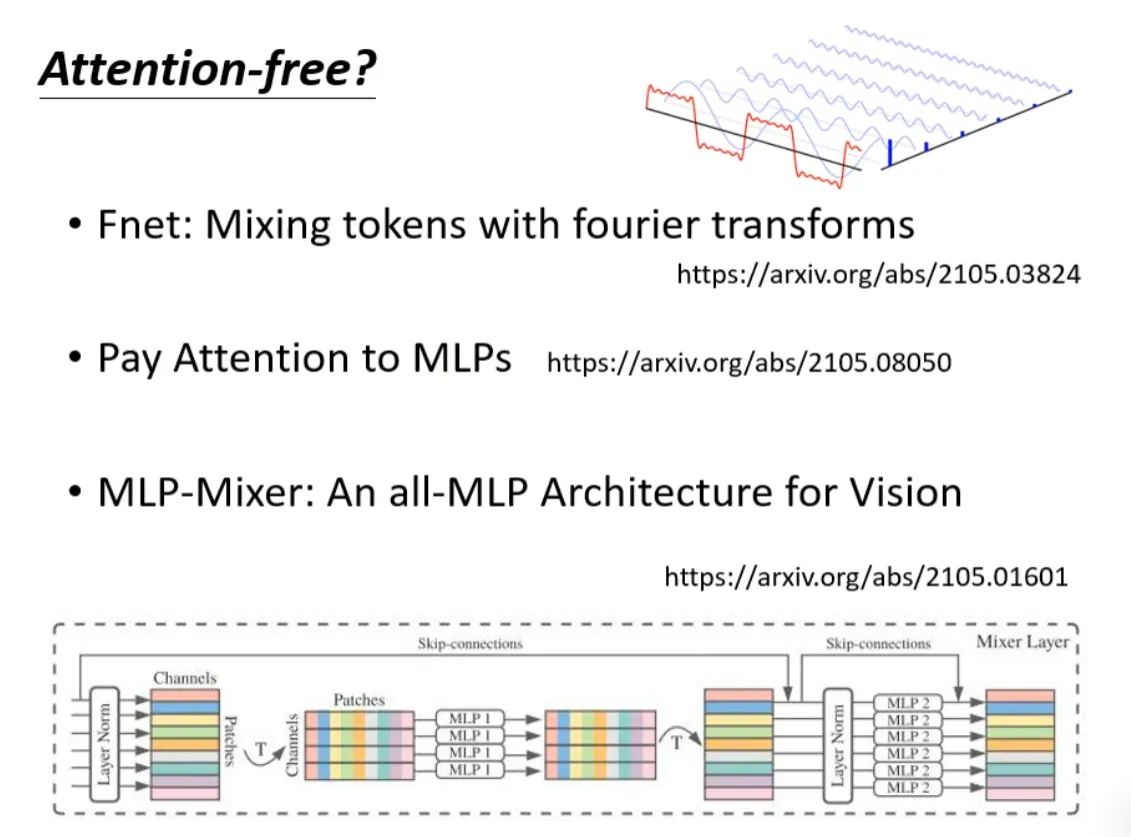 Attention-free?
• Fnet: Mixing tokens with fourier transforms
https://arxiv.org/abs/2105.03824
• Pay Attention to MLPs https://arxiv.org/abs/2105.08050
• MLP-Mixer: An all-MLP Architecture for Vision
https://arxiv.org/abs/2105.01601
Skip-connections
Skip-connections
Mixer Layer
Layer Norm
Channels
Patches
T
Channels
Patches
MLP 1
MLP 1
MLP 1
MLP 1
T
Layer Norm
MLP 2
MLP 2
MLP 2
MLP 2
MLP 2
MLP 2